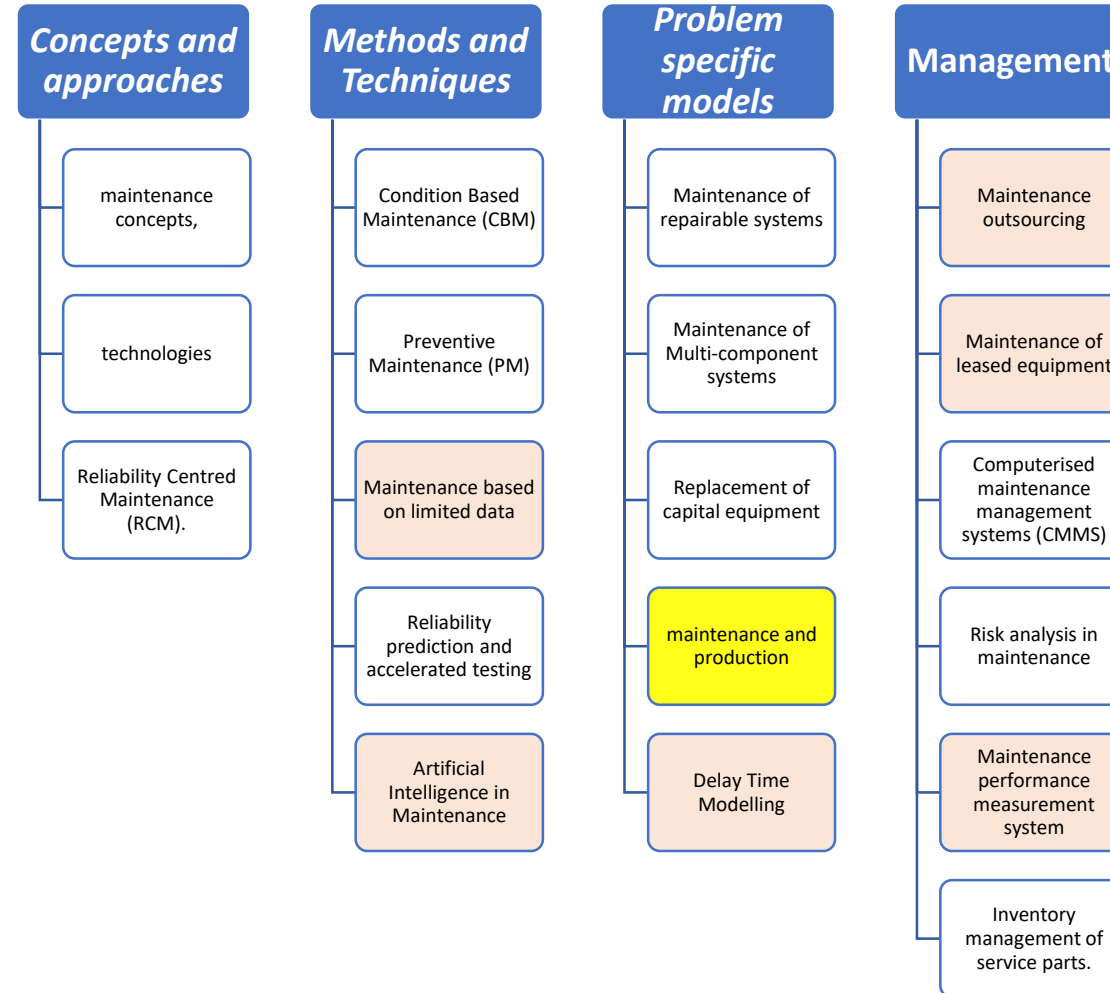 Concepts and
approaches
maintenance
concepts,
technologies
Reliability Centred
Maintenance
(RCM).
Methods and
Techniques
Condition Based
Maintenance (CBM)
Preventive
Maintenance (PM)
Maintenance based
on limited data
Reliability
prediction and
accelerated testing
Artificial
Intelligence in
Maintenance
Problem
specific
models
Maintenance of
repairable systems
Maintenance of
Multi-component
systems
Replacement of
capital equipment
maintenance and
production
Delay Time
Modelling
Management
Maintenance
outsourcing
Maintenance of
leased equipment
Computerised
maintenance
management
systems (CMMS)
Risk analysis in
maintenance
Maintenance
performance
measurement
system
Inventory
management of
service parts.